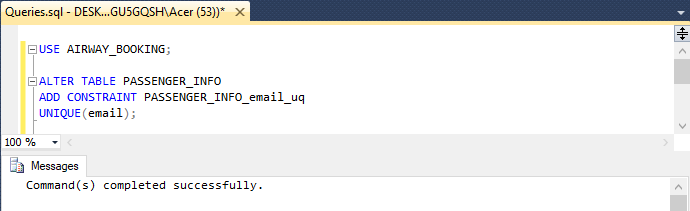 Queries.sql - DESK...GU5GQSH\Acer (53))*
USE AIRWAY_BOOKING;
ALTER TABLE PASSENGER_INFO
ADD CONSTRAINT PASSENGER_INFO_email_uq
UNIQUE(email);
100 %
Messages
Command(s) completed successfully.